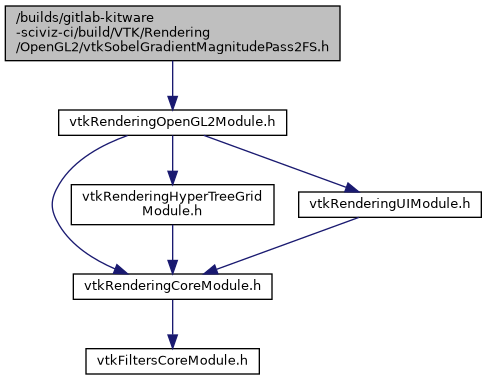 /builds/gitlab-kitware
-sciviz-ci/build/VTK/Rendering
/OpenGL2/vtkSobelGradientMagnitudePass2FS.h
vtkRenderingOpenGL2Module.h
vtkRenderingHyperTreeGrid
Module.h
vtkRenderingUIModule.h
vtkRenderingCoreModule.h
vtkFiltersCoreModule.h